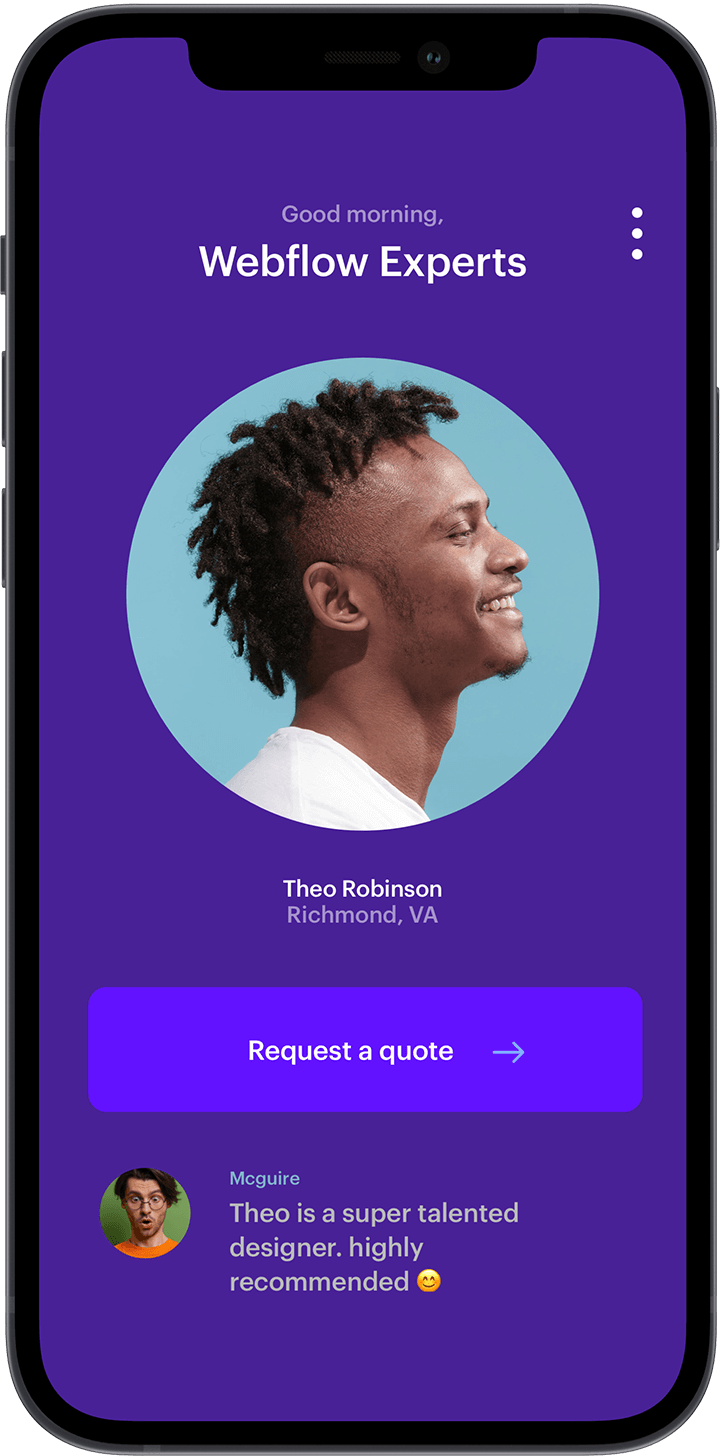 Good morning,
Webflow Experts
Theo Robinson
Richmond, VA
Request a quote →
Mcguire
Theo is a super talented
designer. highly
recommended 😊